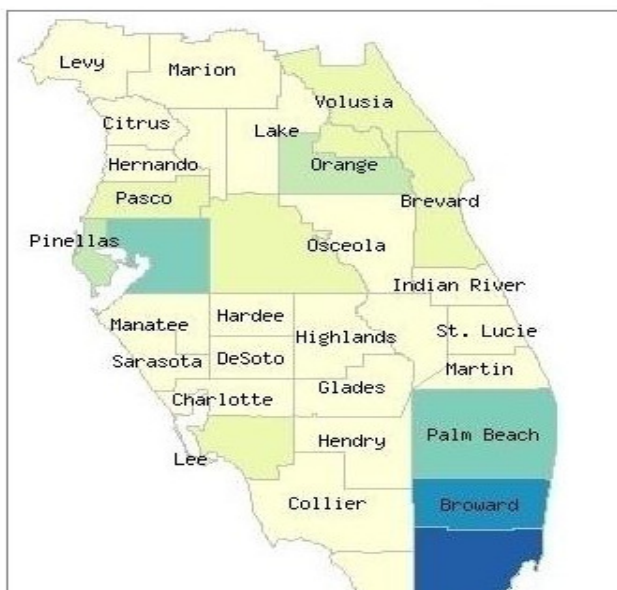 Levy
Marion
Volusia
Citrus
Lake
Hernando
Orange
Pasco
Brevard
Pinellas
Osceola
Indian River
Hardee
Manatee
Highlands
St. Lucie
Sarasota
DeSoto
Martin
Glades
Charlotte
Palm Beach
Hendry
Lee
Collier
Broward